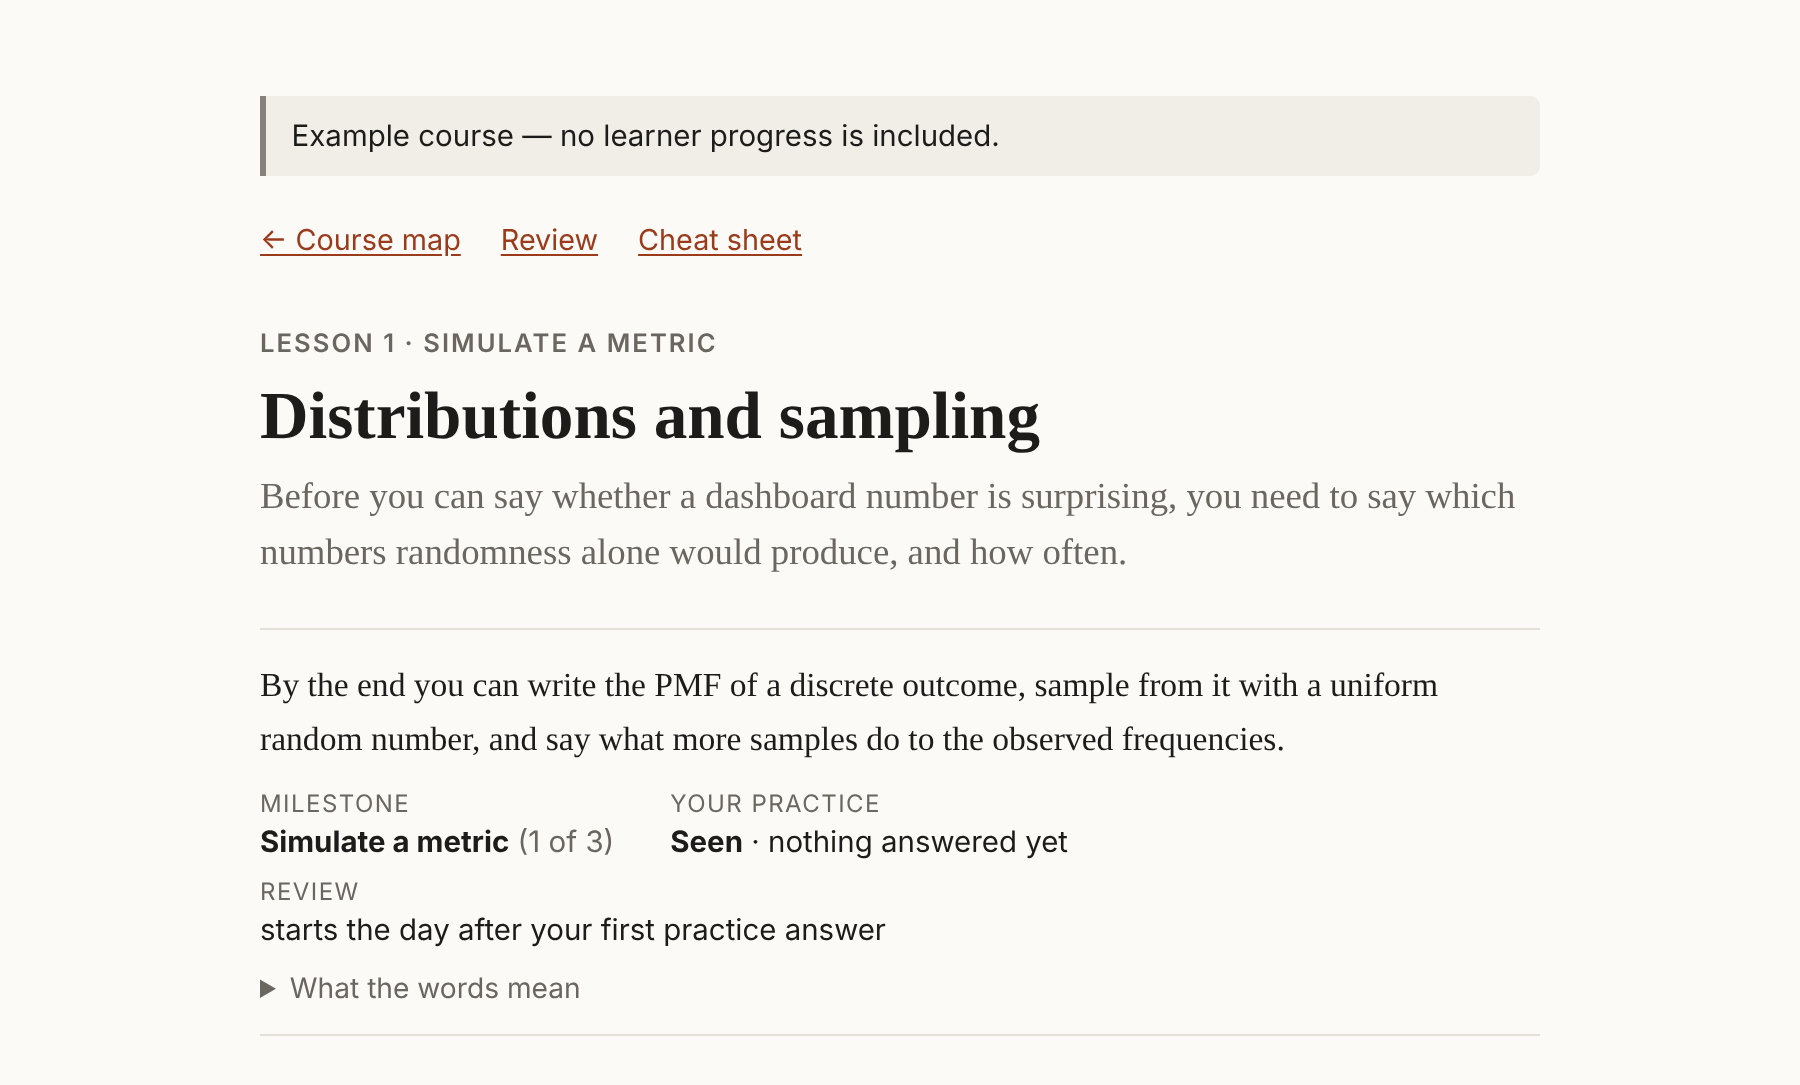 Example course — no learner progress is included.
← Course map Review Cheat sheet
LESSON 1 · SIMULATE A METRIC
Distributions and sampling
Before you can say whether a dashboard number is surprising, you need to say which
numbers randomness alone would produce, and how often.
By the end you can write the PMF of a discrete outcome, sample from it with a uniform
random number, and say what more samples do to the observed frequencies.
MILESTONE YOUR PRACTICE
Simulate a metric (1 of 3) Seen · nothing answered yet
REVIEW
starts the day after your first practice answer
▶ What the words mean